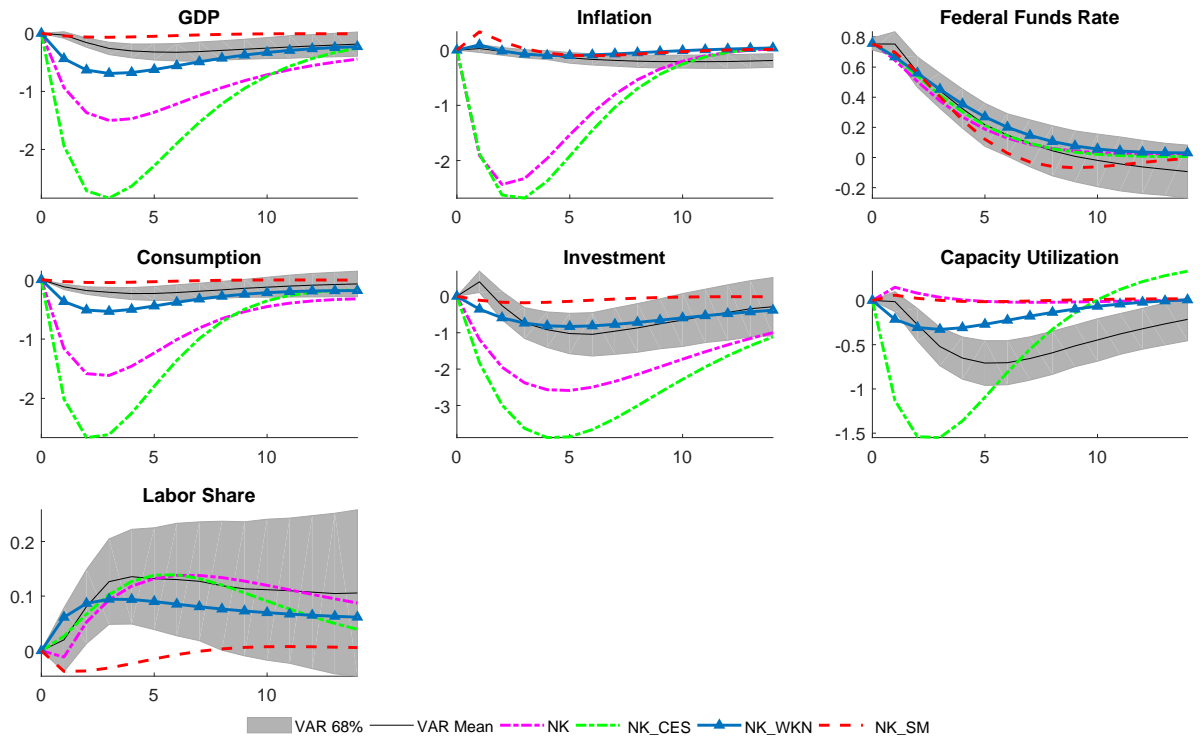 GDP
Inflation
Federal Funds Rate
0
-1
-2
0 5 10
0
-1
-2
0 5 10
0.8
0.6
0.4
0.2
0
-0.2
0 5 10
Consumption
Investment
Capacity Utilization
0
-1
-2
0 5 10
0
-1
-2
-3
0 5 10
0
-0.5
-1
-1.5
0 5 10
Labor Share
0.2
0.1
0
0 5 10
VAR 68% VAR Mean NK NK_CES NK_WKN NK_SM